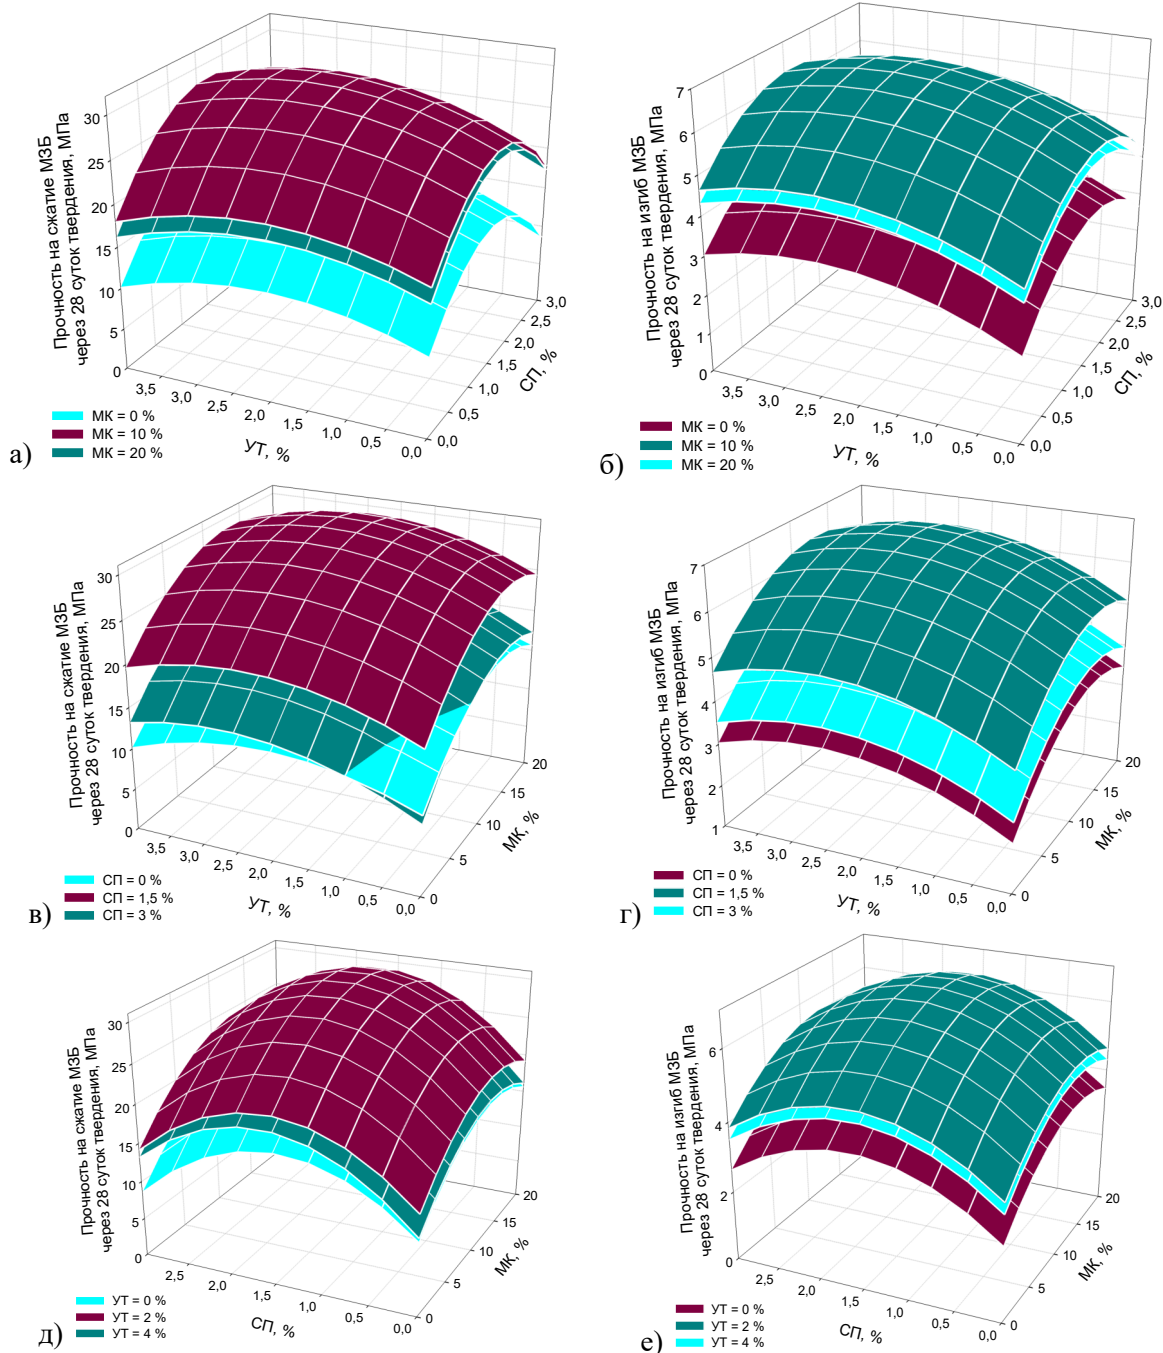 Прочность на сжатие МЗБ
через 28 суток твердения, МПа
30
25
20
15
10
5
0
3,5
3,0
2,5
2,0
1,5
1,0
0,5
0,0
УТ, %
0,0
0,5
1,0
1,5
2,0
2,5
3,0
СП, %
МК = 0 %
МК = 10 %
МК = 20 %
а)
Прочность на изгиб МЗБ
через 28 суток твердения, МПа
7
6
5
4
3
2
1
0
3,5
3,0
2,5
2,0
1,5
1,0
0,5
0,0
УТ, %
0,0
0,5
1,0
1,5
2,0
2,5
3,0
СП, %
МК = 0 %
МК = 10 %
МК = 20 %
б)
Прочность на сжатие МЗБ
через 28 суток твердения, МПа
30
25
20
15
10
5
0
3,5
3,0
2,5
2,0
1,5
1,0
0,5
0,0
УТ, %
0
5
10
15
20
МК, %
СП = 0 %
СП = 1,5 %
СП = 3 %
в)
Прочность на изгиб МЗБ
через 28 суток твердения, МПа
7
6
5
4
3
2
1
3,5
3,0
2,5
2,0
1,5
1,0
0,5
0,0
УТ, %
0
5
10
15
20
МК, %
СП = 0 %
СП = 1,5 %
СП = 3 %
г)
Прочность на сжатие МЗБ
через 28 суток твердения, МПа
30
25
20
15
10
5
0
2,5
2,0
1,5
1,0
0,5
0,0
СП, %
0
5
10
15
20
МК, %
УТ = 0 %
УТ = 2 %
УТ = 4 %
д)
Прочность на изгиб МЗБ
через 28 суток твердения, МПа
6
4
2
0
2,5
2,0
1,5
1,0
0,5
0,0
СП, %
0
5
10
15
20
МК, %
УТ = 0 %
УТ = 2 %
УТ = 4 %
е)